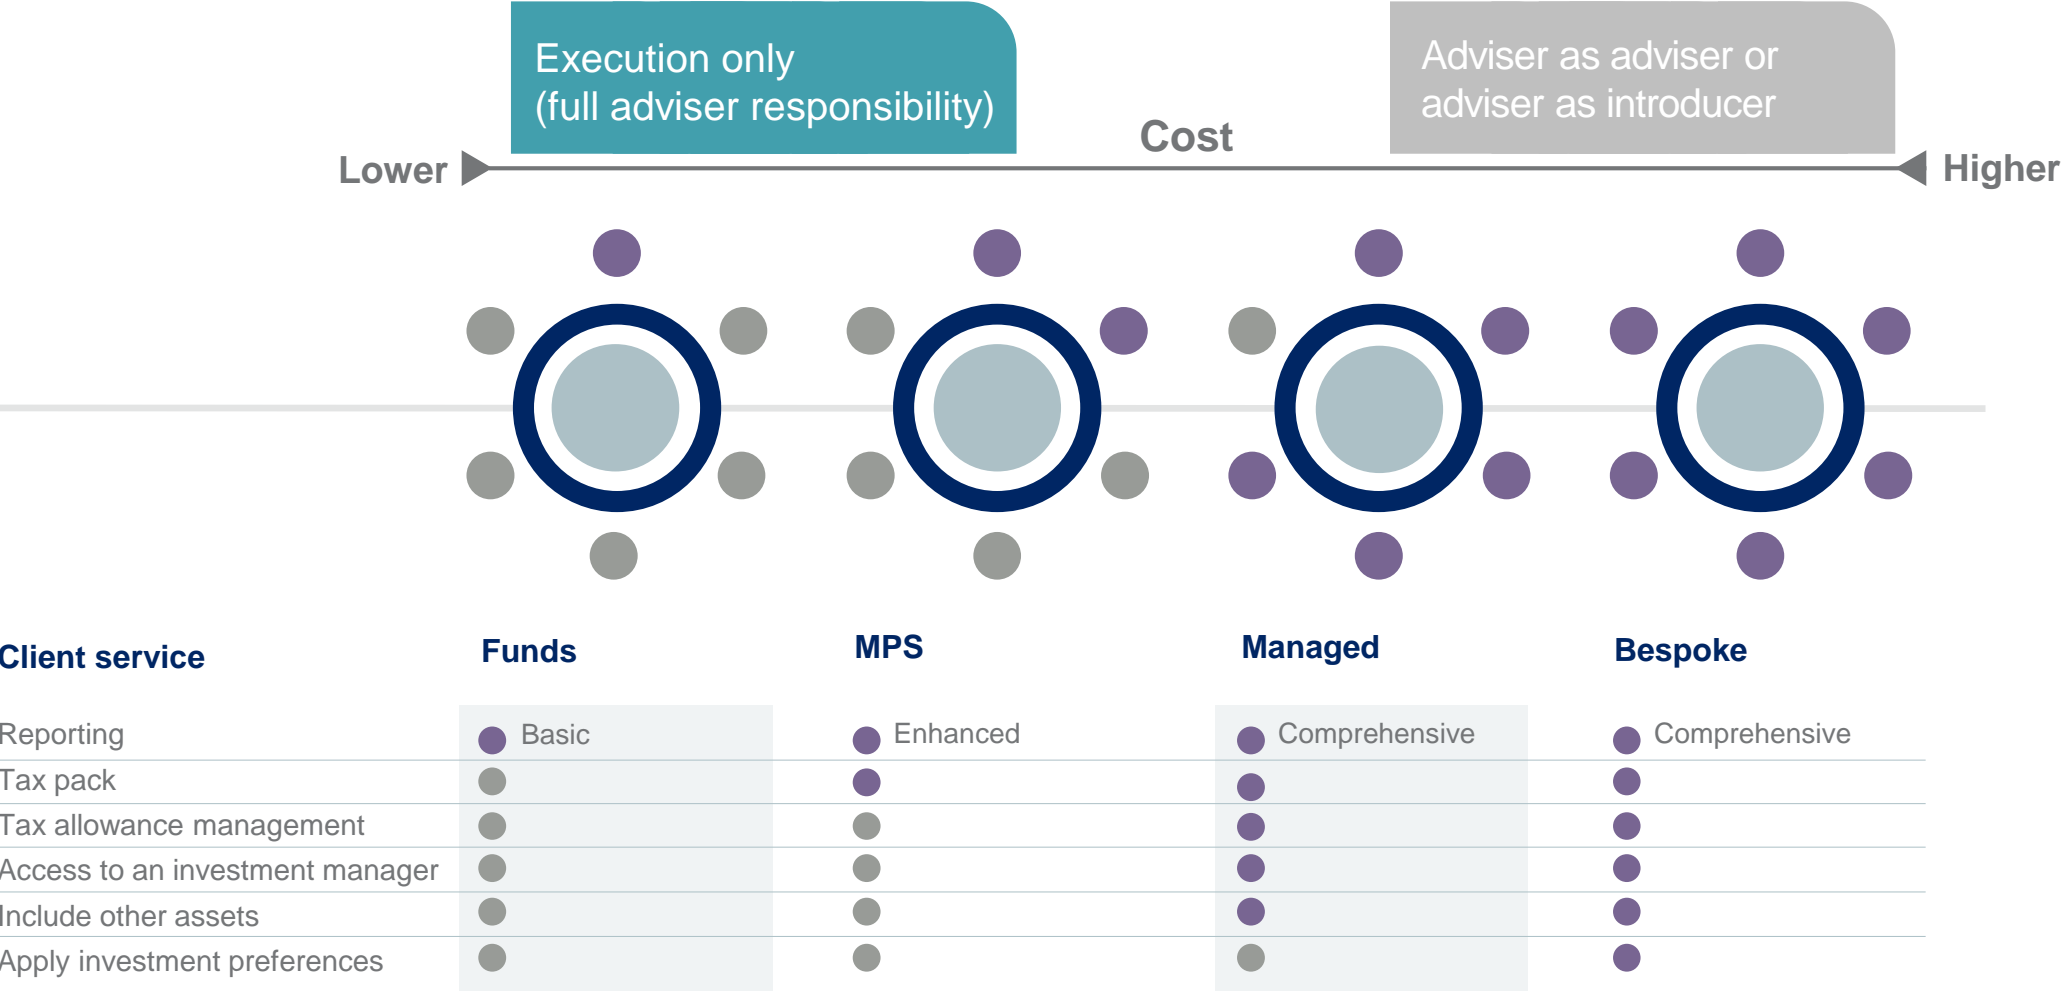 Execution only
(full adviser responsibility)
Adviser as adviser or
adviser as introducer
Cost
Lower
Higher
Client service
Funds
MPS
Managed
Bespoke
Reporting
Basic
Enhanced
Comprehensive
Comprehensive
Tax pack
Tax allowance management
Access to an investment manager
Include other assets
Apply investment preferences